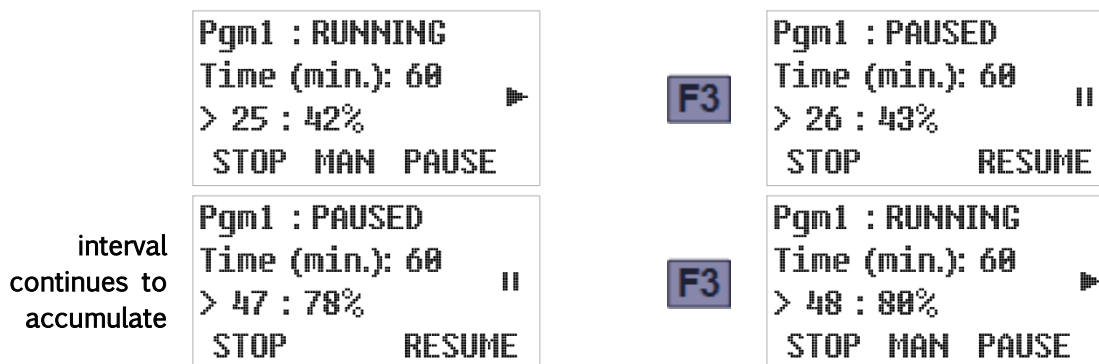 Pgm1 : RUNNING
Time (min.): 60
> 25 : 42%
STOP MAN PAUSE
F3
Pgm1 : PAUSED
Time (min.): 60
> 26 : 43%
STOP RESUME
interval
continues to
accumulate
Pgm1 : PAUSED
Time (min.): 60
> 47 : 78%
STOP RESUME
F3
Pgm1 : RUNNING
Time (min.): 60
> 48 : 80%
STOP MAN PAUSE